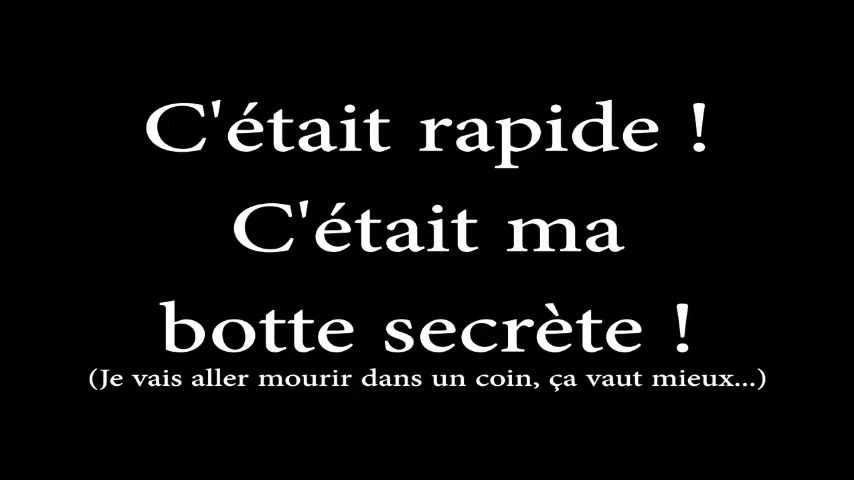 C'était rapide !
C'était ma
botte secrète !
(Je vais aller mourir dans un coin, ça vaut mieux...)